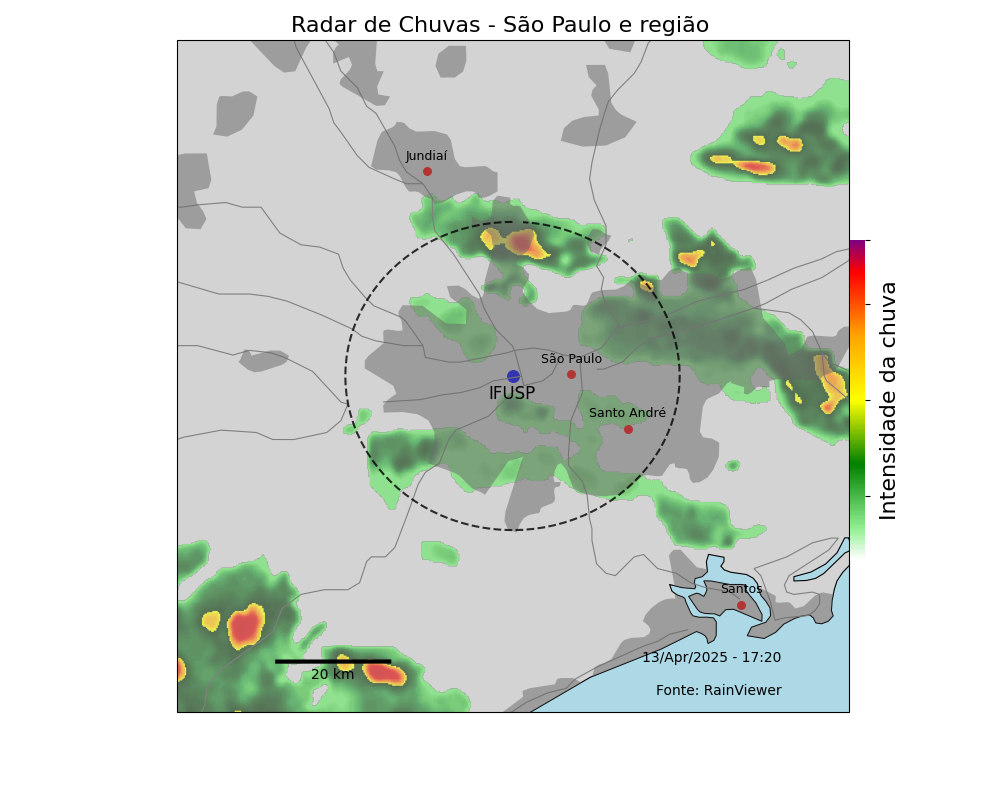 Radar de Chuvas - São Paulo e região
Jundiaí
São Paulo
IFUSP
Santo André
Santos
13/Apr/2025 - 17:20
20 km
Fonte: RainViewer
Intensidade da chuva